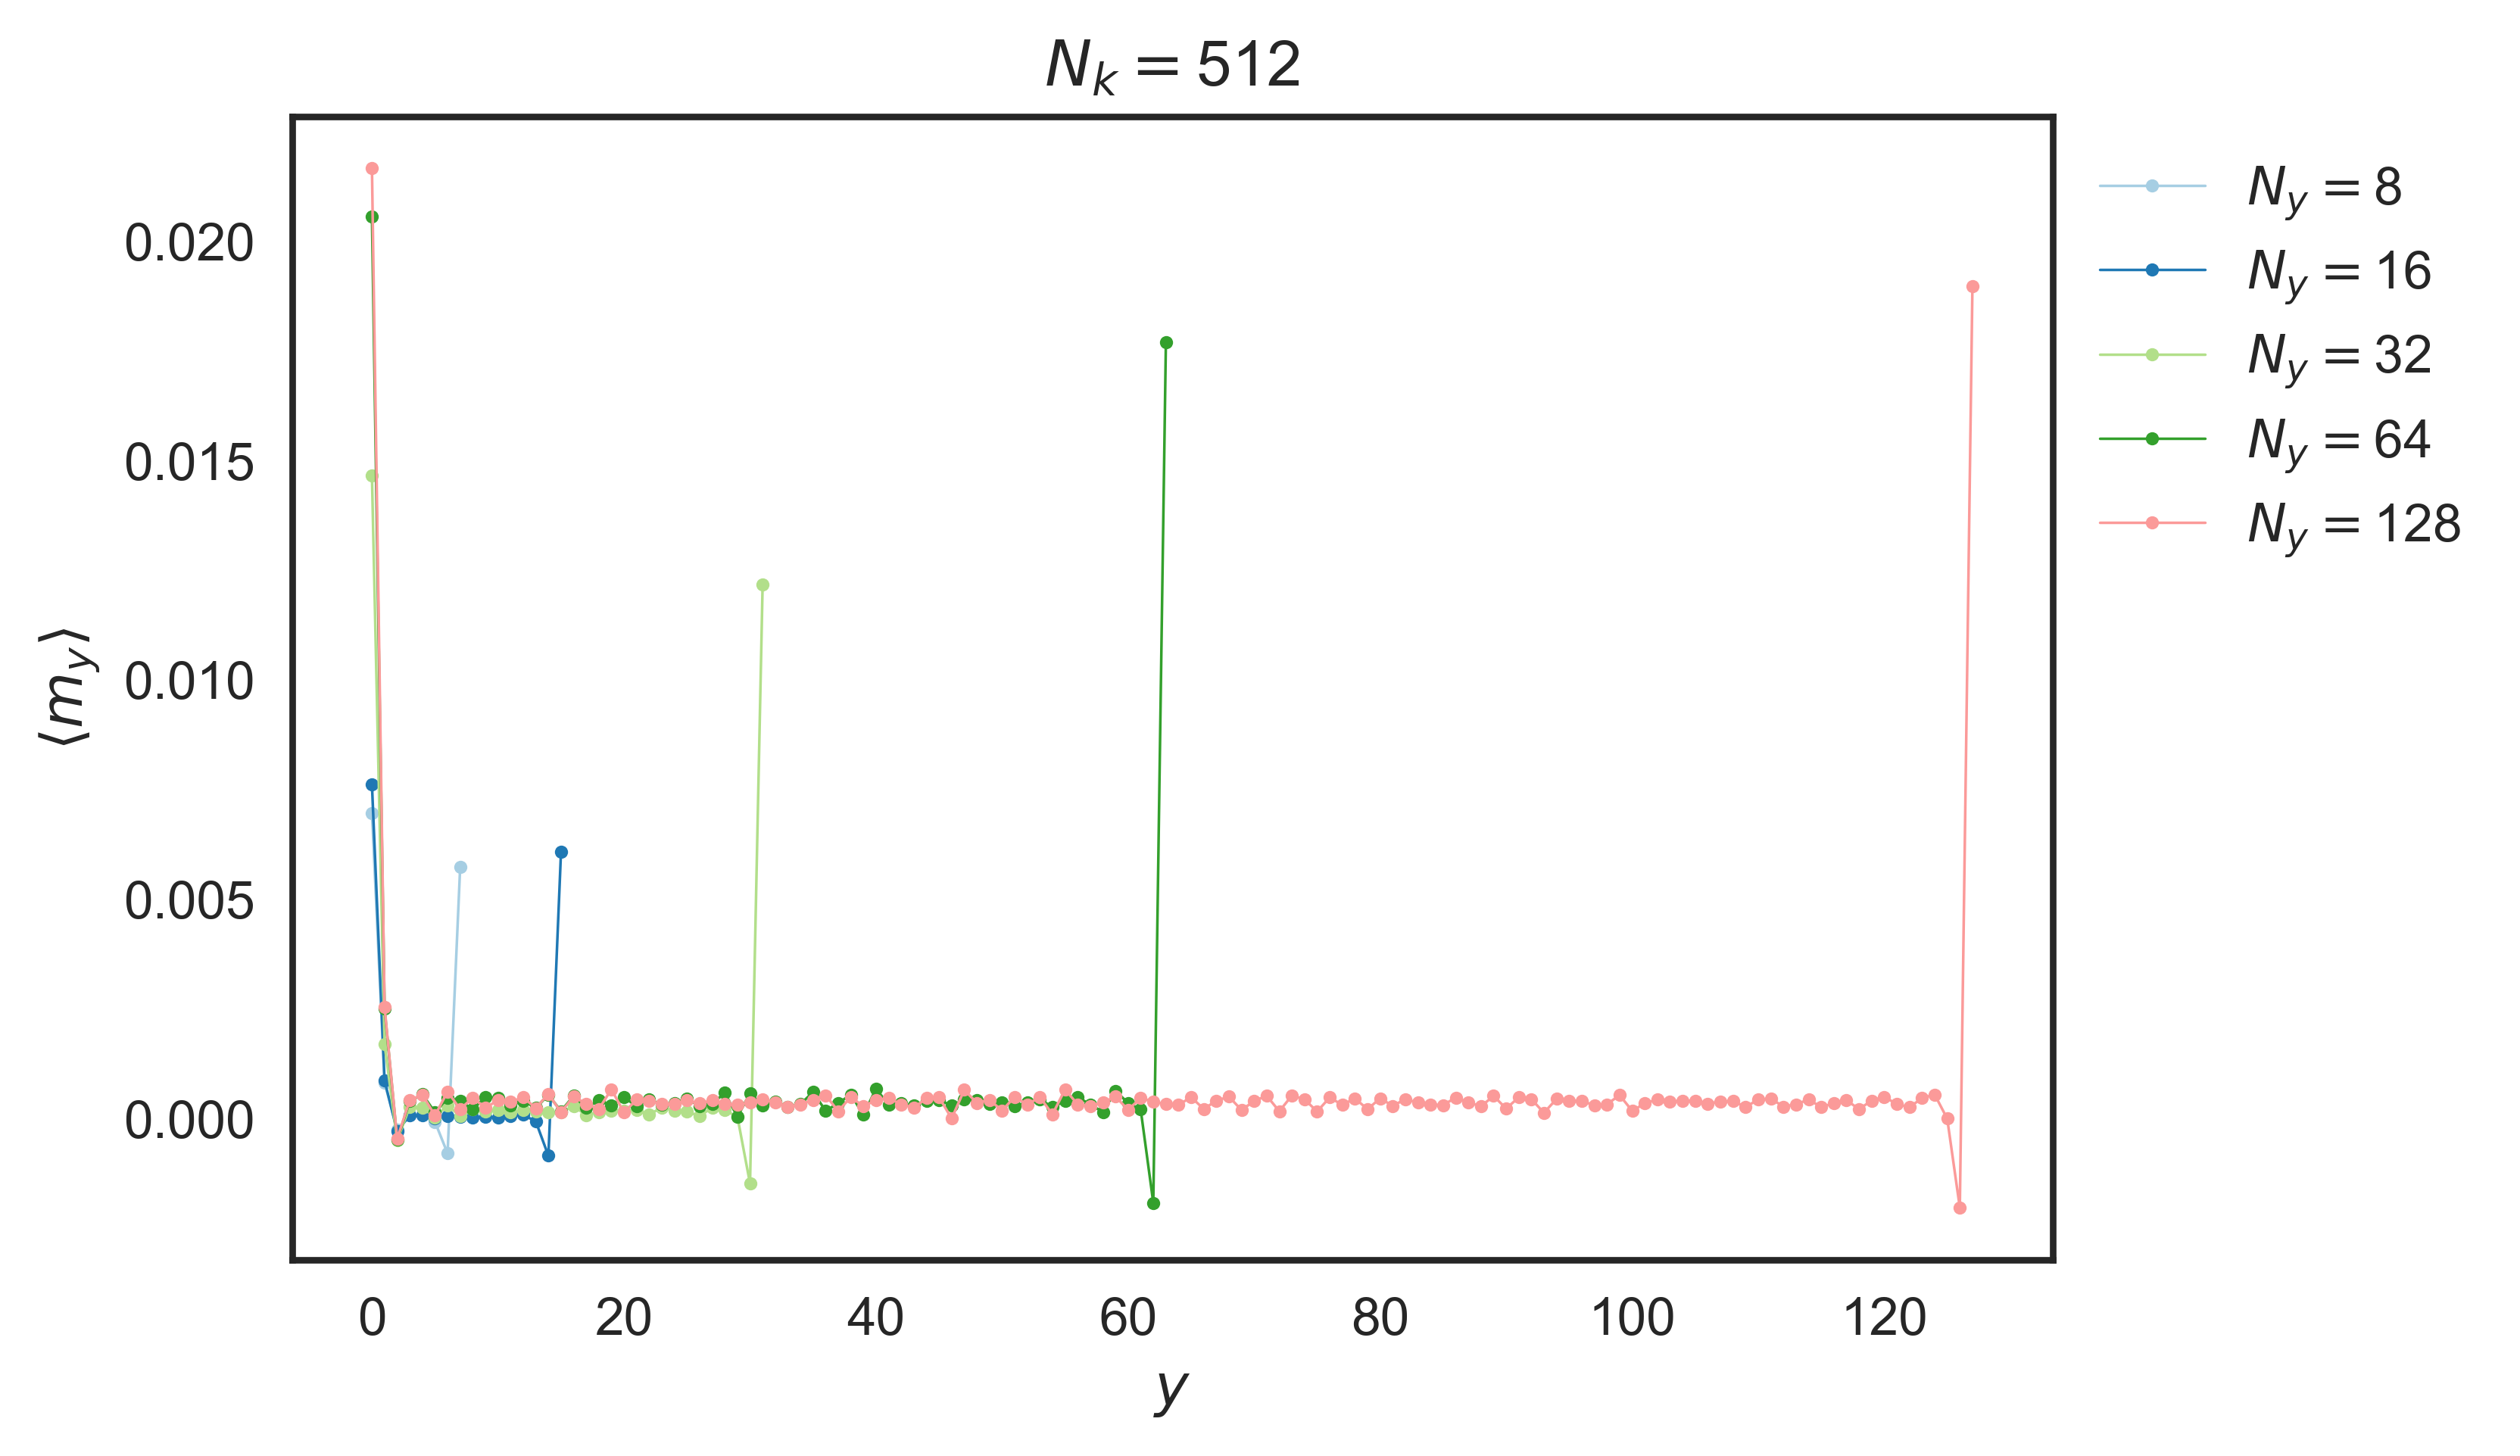 N_k = 512
0.020
0.015
0.010
0.005
0.000
⟨m_y⟩
0 20 40 60 80 100 120
y
N_y = 8
N_y = 16
N_y = 32
N_y = 64
N_y = 128